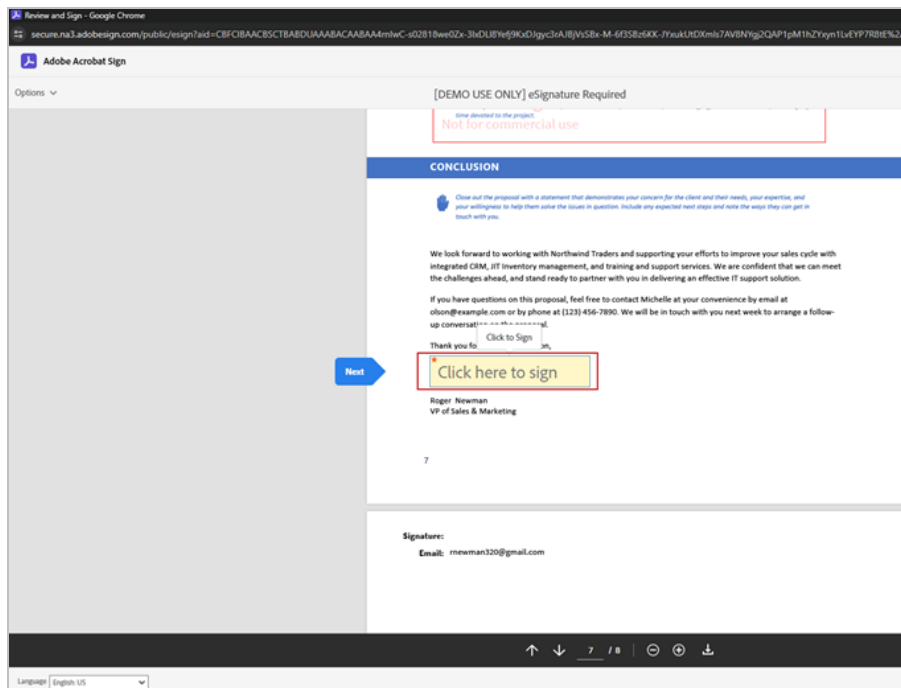 Review and Sign - Google Chrome
secure.na3.adobesign.com/public/esign?aid=
Adobe Acrobat Sign
Options
[DEMO USE ONLY] eSignature Required
time devoted to the project.
Not for commercial use
CONCLUSION
Close out the proposal with a statement that demonstrates your concern for the client and their needs, your expertise, and
your willingness to help them solve the issues in question. Include any expected next steps and note the ways they can get in
touch with you.
We look forward to working with Northwind Traders and supporting your efforts to improve your sales cycle with
integrated CRM, JIT Inventory management, and training and support services. We are confident that we can meet
the challenges ahead, and stand ready to partner with you in delivering an effective IT support solution.
If you have questions on this proposal, feel free to contact Michelle at your convenience by email at
olson@example.com or by phone at (123) 456-7890. We will be in touch with you next week to arrange a follow-
up conversation on the proposal.
Click to Sign
Thank you fo on,
Next
* Click here to sign
Roger Newman
VP of Sales & Marketing
7
Signature:
Email: rnewman320@gmail.com
7 / 8
Language English: US